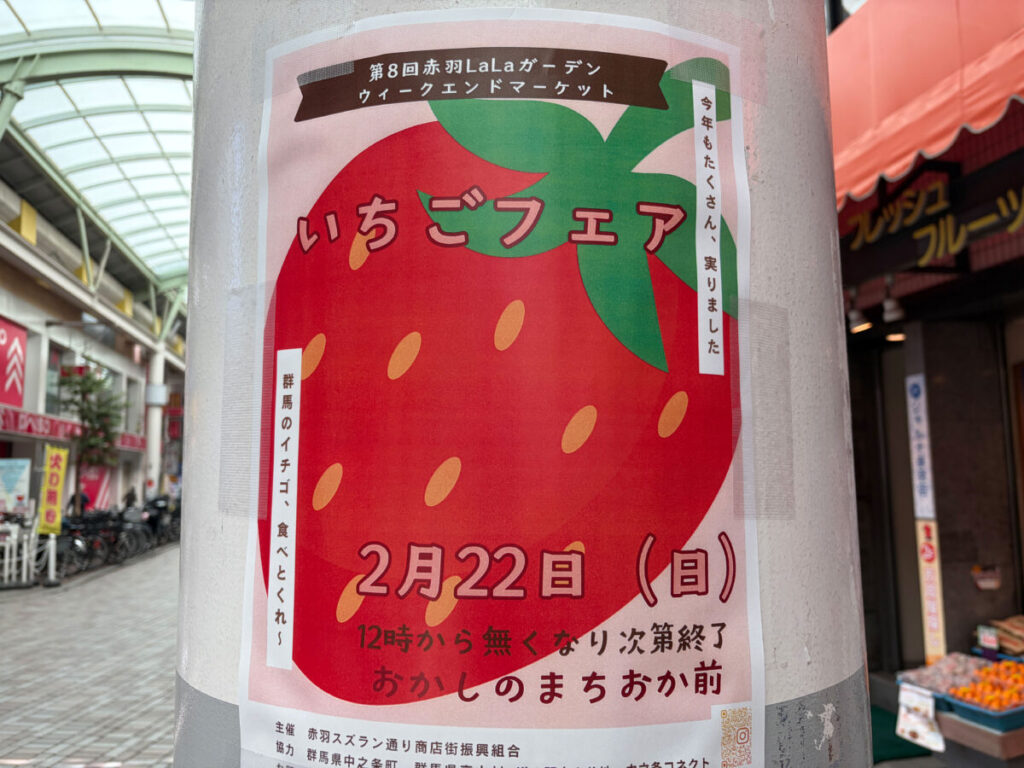 第8回赤羽LaLaガーデン
ウィークエンドマーケット
今年もたくさん、実りました
いちごフェア
群馬のイチゴ、食べとくれ〜
2月22日（日）
12時から無くなり次第終了
おかしのまちおか前
主催 赤羽スズラン通り商店街振興組合
協力 群馬県中之条町
フレッシュ
フルーツ